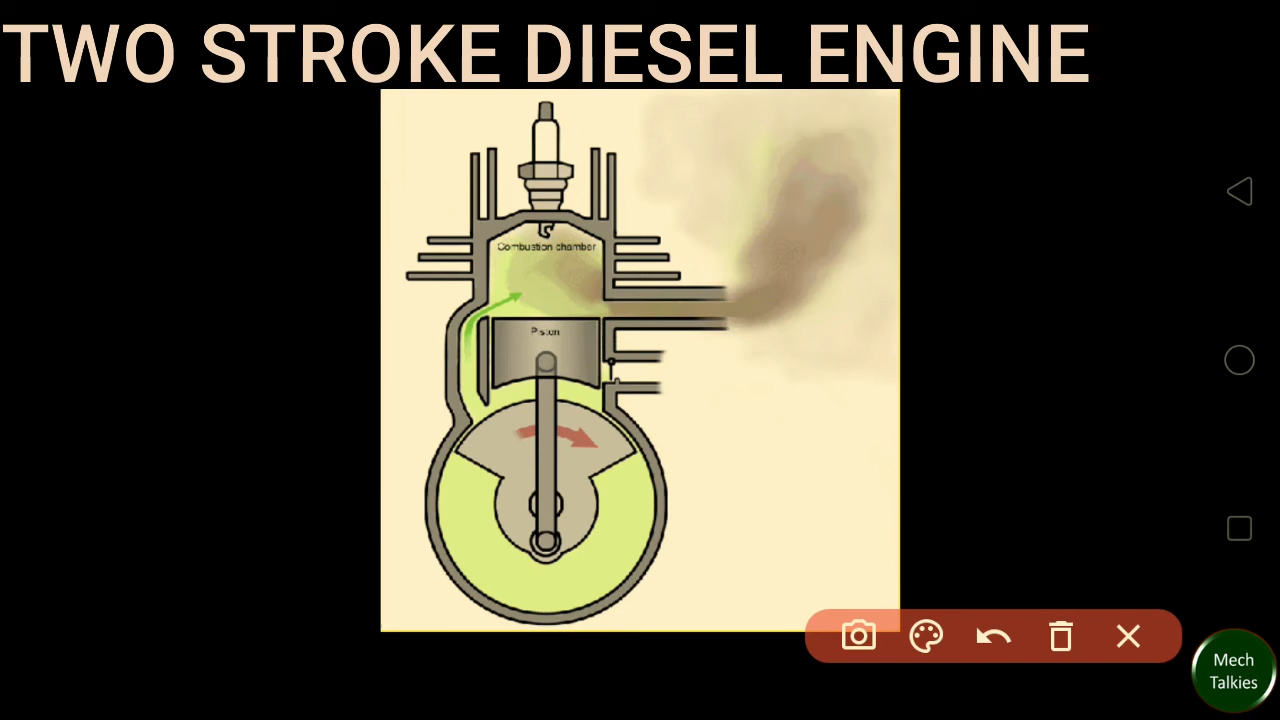 TWO STROKE DIESEL ENGINE
Combustion chamber
Piston
Mech
Talkies